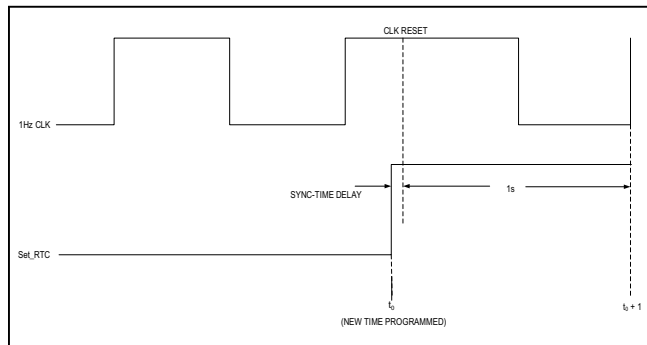 CLK RESET
1Hz CLK
SYNC-TIME DELAY
1s
Set_RTC
t0
t0 + 1
(NEW TIME PROGRAMMED)